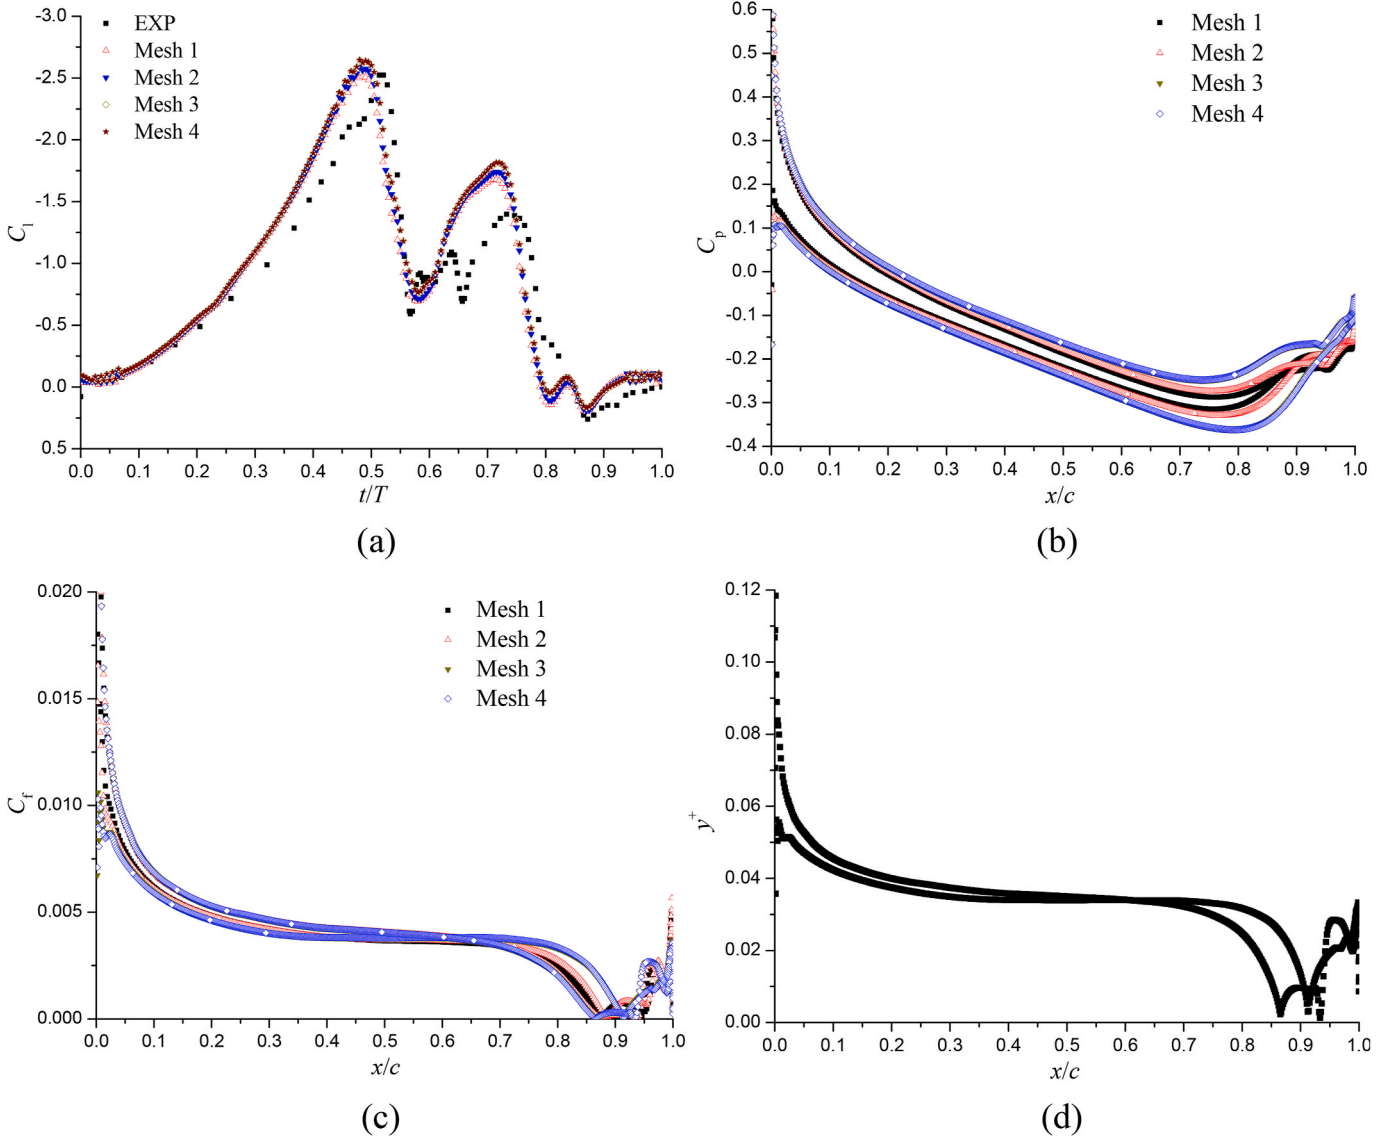 -3.0
-2.5
-2.0
-1.5
-1.0
-0.5
0.0
0.5
C_l
EXP
Mesh 1
Mesh 2
Mesh 3
Mesh 4
0.0 0.1 0.2 0.3 0.4 0.5 0.6 0.7 0.8 0.9 1.0
t/T
(a)
0.6
0.5
0.4
0.3
0.2
0.1
0.0
-0.1
-0.2
-0.3
-0.4
C_p
Mesh 1
Mesh 2
Mesh 3
Mesh 4
0.0 0.1 0.2 0.3 0.4 0.5 0.6 0.7 0.8 0.9 1.0
x/c
(b)
0.020
0.015
0.010
0.005
0.000
C_f
Mesh 1
Mesh 2
Mesh 3
Mesh 4
0.0 0.1 0.2 0.3 0.4 0.5 0.6 0.7 0.8 0.9 1.0
x/c
(c)
0.12
0.10
0.08
0.06
0.04
0.02
0.00
y⁺
0.0 0.1 0.2 0.3 0.4 0.5 0.6 0.7 0.8 0.9 1.0
x/c
(d)